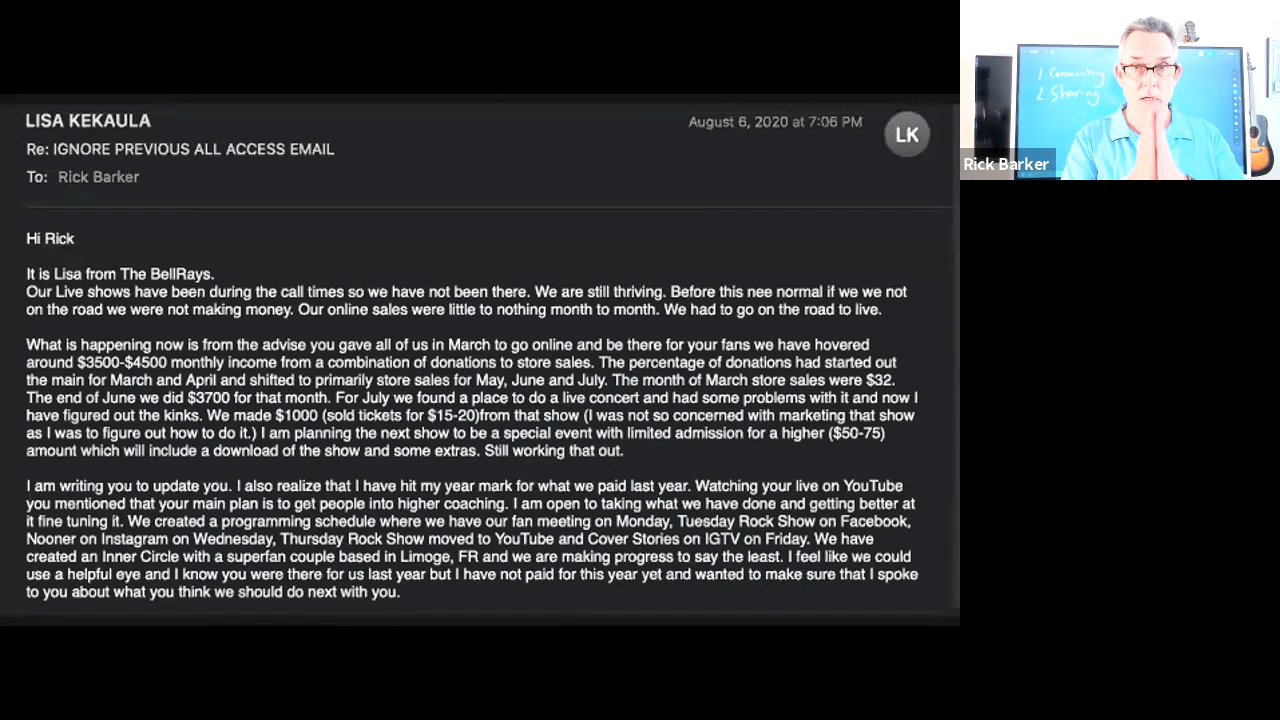 LISA KEKAULA
August 6, 2020 at 7:06 PM
LK
Re: IGNORE PREVIOUS ALL ACCESS EMAIL
To: Rick Barker
Hi Rick
It is Lisa from The BellRays.
Our Live shows have been during the call times so we have not been there. We are still thriving. Before this nee normal if we we not
on the road we were not making money. Our online sales were little to nothing month to month. We had to go on the road to live.
What is happening now is from the advise you gave all of us in March to go online and be there for your fans we have hovered
around $3500-$4500 monthly income from a combination of donations to store sales. The percentage of donations had started out
the main for March and April and shifted to primarily store sales for May, June and July. The month of March store sales were $32.
The end of June we did $3700 for that month. For July we found a place to do a live concert and had some problems with it and now I
have figured out the kinks. We made $1000 (sold tickets for $15-20)from that show (I was not so concerned with marketing that show
as I was to figure out how to do it.) I am planning the next show to be a special event with limited admission for a higher ($50-75)
amount which will include a download of the show and some extras. Still working that out.
I am writing you to update you. I also realize that I have hit my year mark for what we paid last year. Watching your live on YouTube
you mentioned that your main plan is to get people into higher coaching. I am open to taking what we have done and getting better at
it fine tuning it. We created a programming schedule where we have our fan meeting on Monday, Tuesday Rock Show on Facebook,
Nooner on Instagram on Wednesday, Thursday Rock Show moved to YouTube and Cover Stories on IGTV on Friday. We have
created an Inner Circle with a superfan couple based in Limoge, FR and we are making progress to say the least. I feel like we could
use a helpful eye and I know you were there for us last year but I have not paid for this year yet and wanted to make sure that I spoke
to you about what you think we should do next with you.
1. Commenting
2. Sharing
Rick Barker